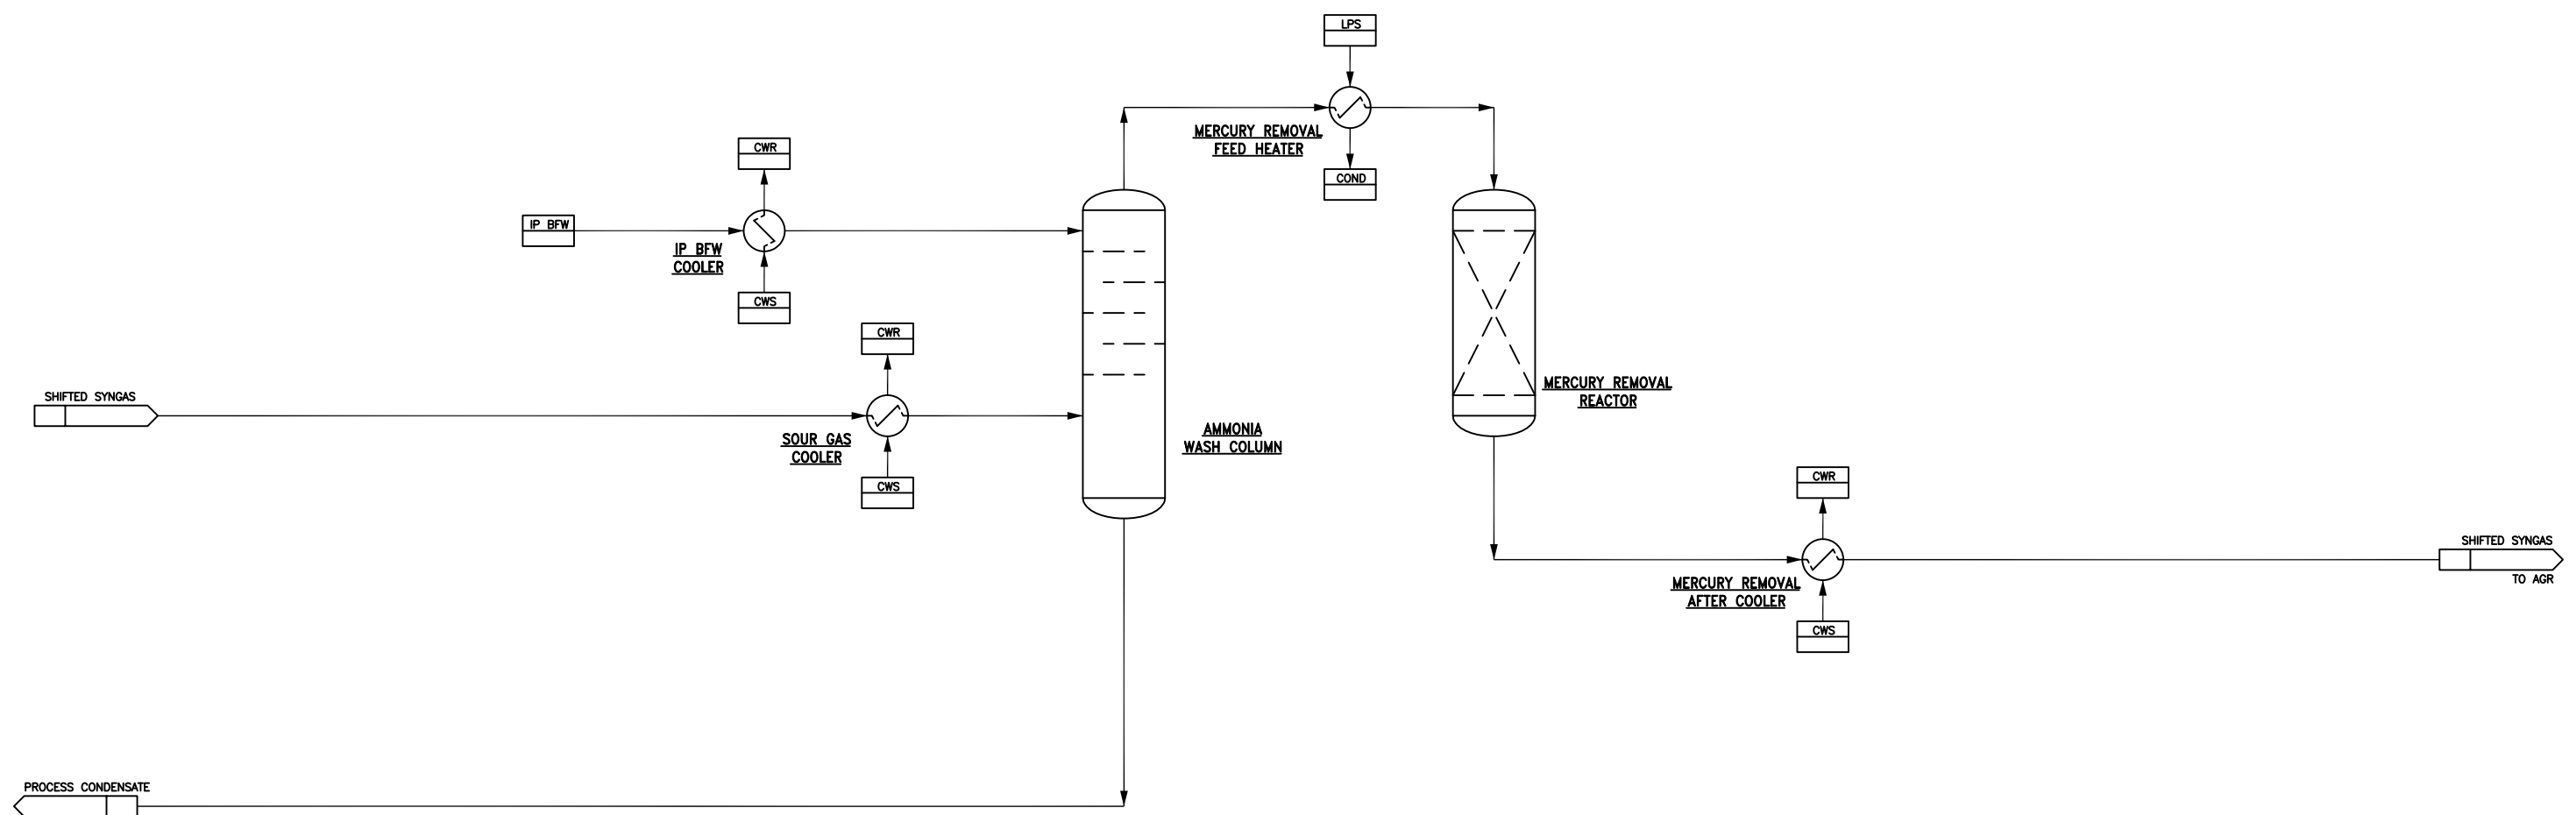 LPS
MERCURY REMOVAL
FEED HEATER
COND
CWR
IP BFW
IP BFW
COOLER
CWS
CWR
SHIFTED SYNGAS
SOUR GAS
COOLER
CWS
AMMONIA
WASH COLUMN
MERCURY REMOVAL
REACTOR
CWR
MERCURY REMOVAL
AFTER COOLER
CWS
SHIFTED SYNGAS
TO AGR
PROCESS CONDENSATE